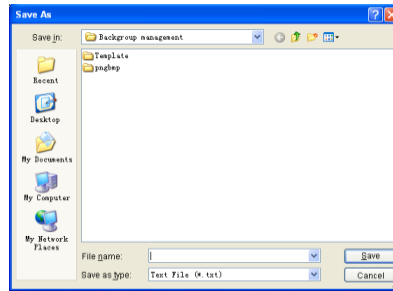 Save As
Save in:
Backgroup management
Template
pngbmp
Recent
Desktop
My Documents
My Computer
My Network
Places
File name:
Save
Save as type:
Text File (*.txt)
Cancel